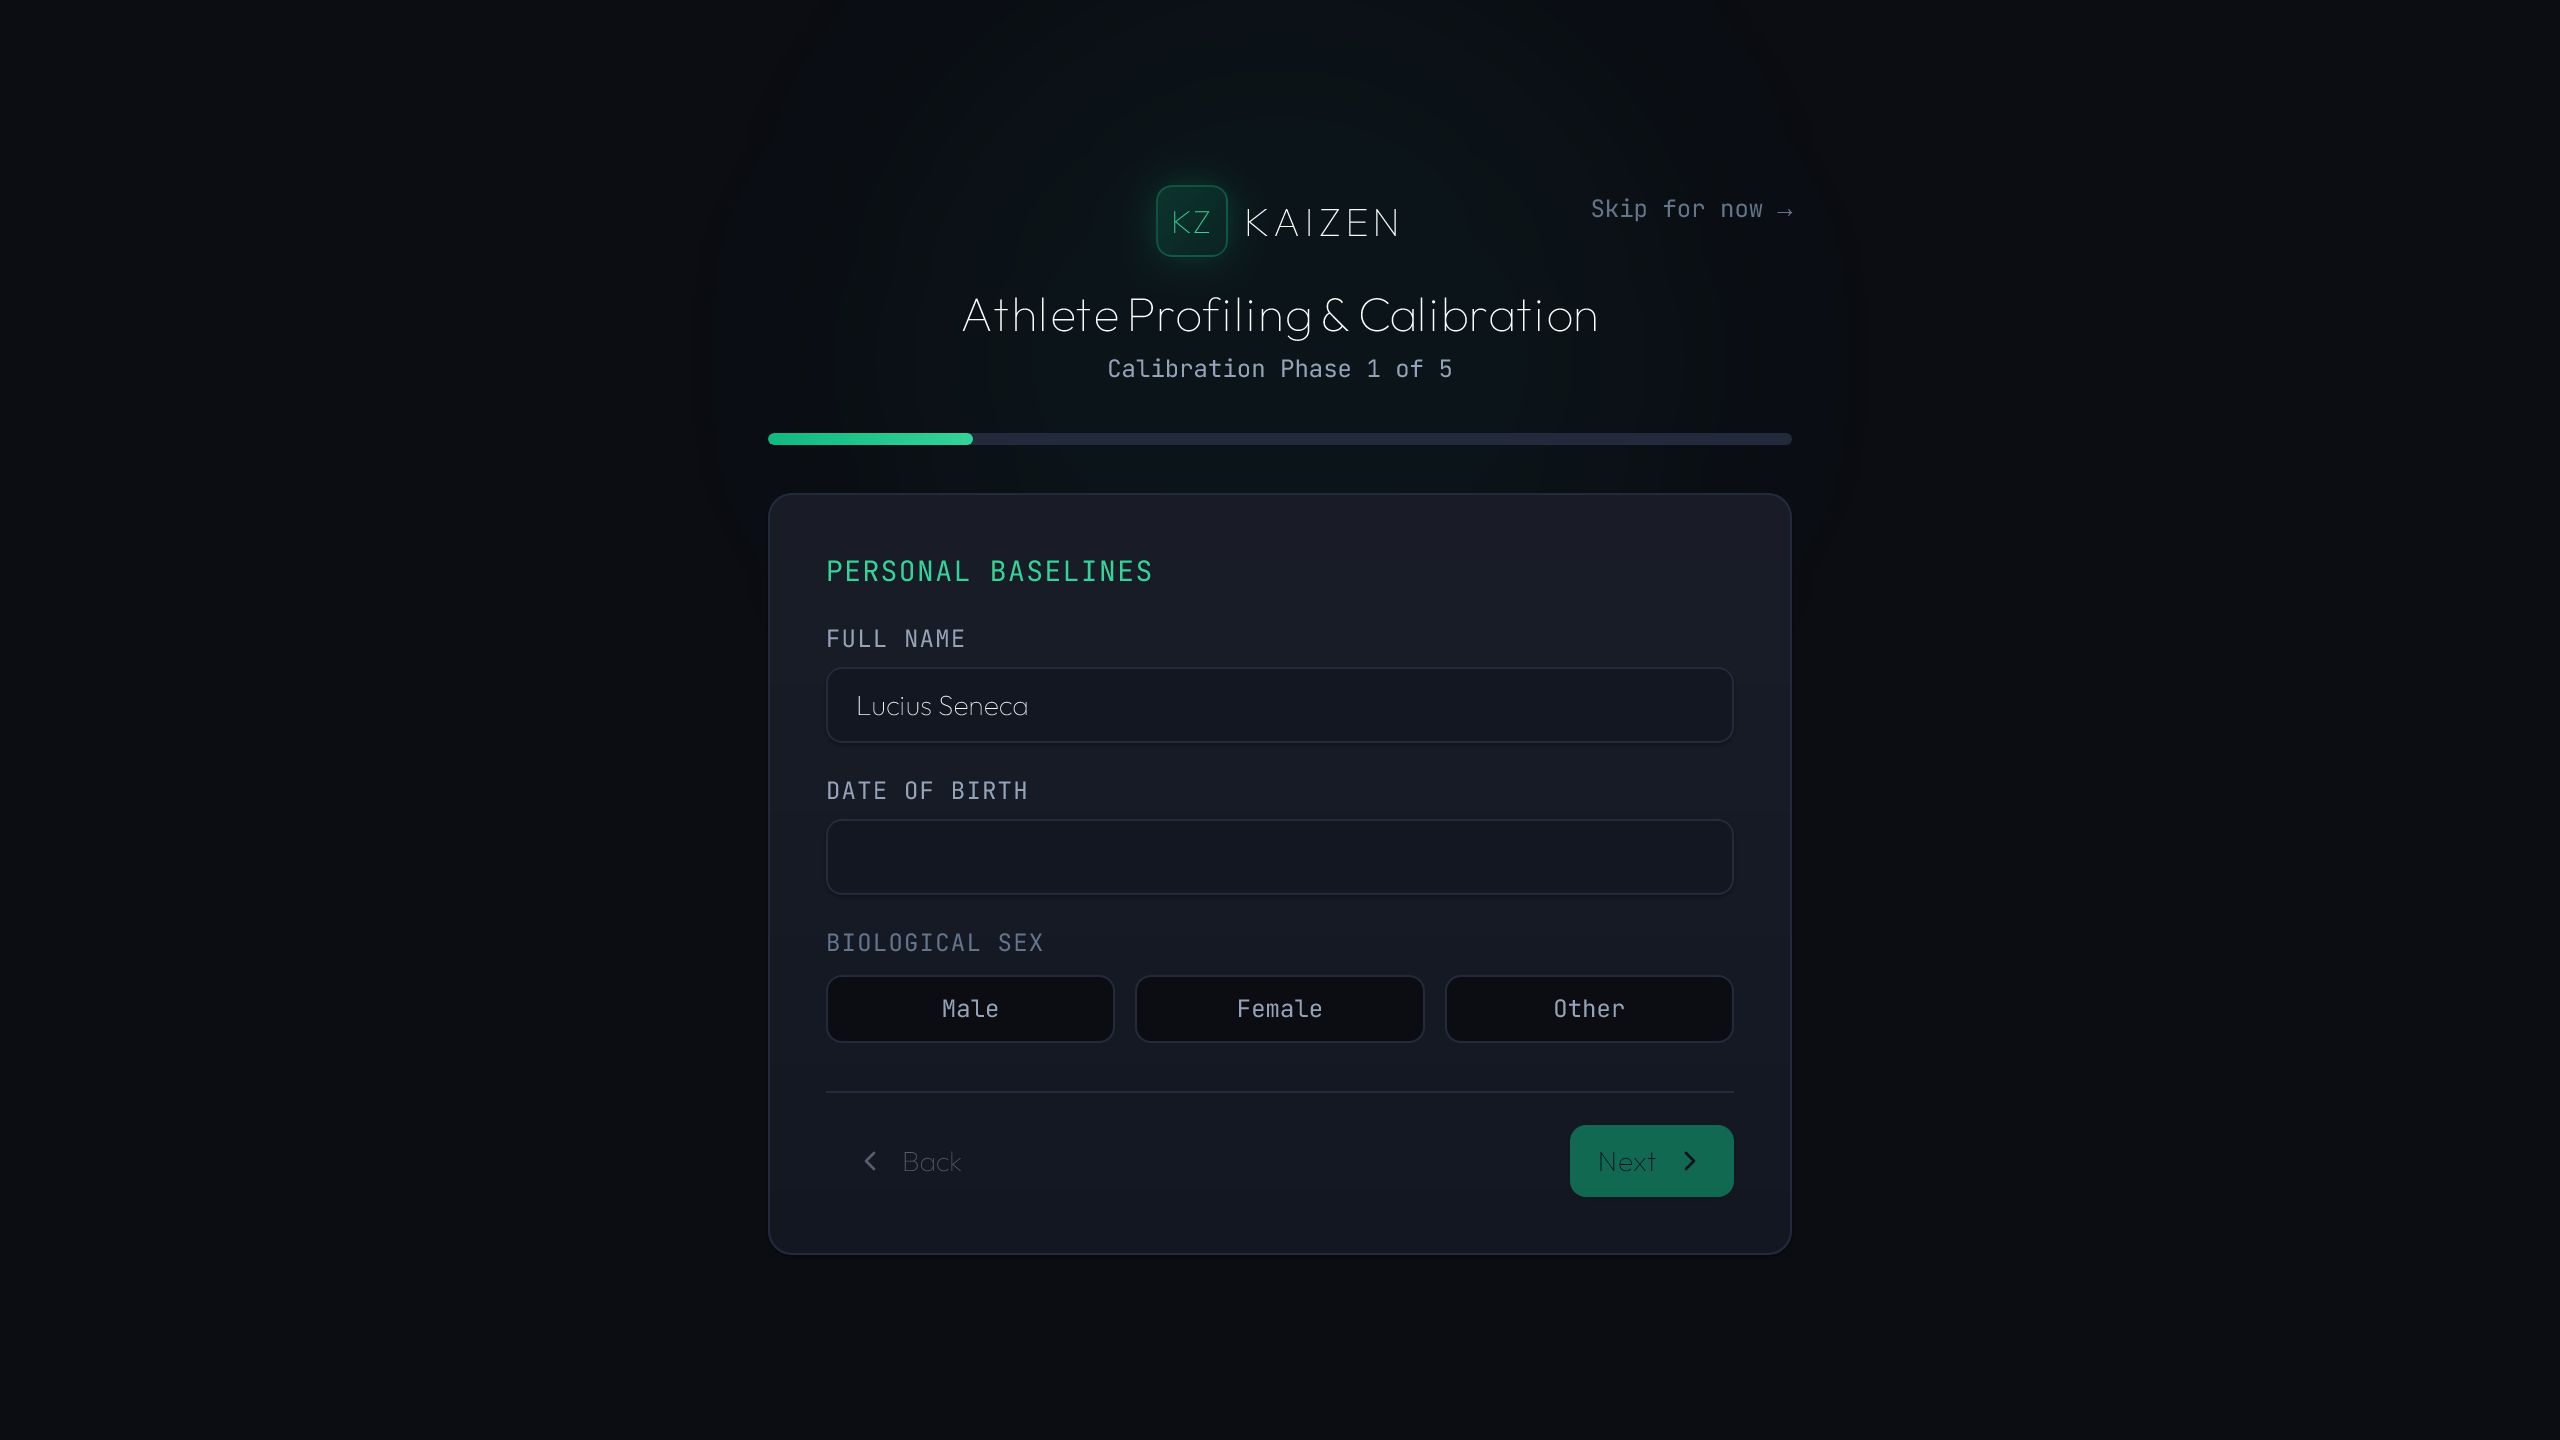 KZ KAIZEN
Skip for now →
Athlete Profiling & Calibration
Calibration Phase 1 of 5
PERSONAL BASELINES
FULL NAME
Lucius Seneca
DATE OF BIRTH
BIOLOGICAL SEX
Male Female Other
Back Next